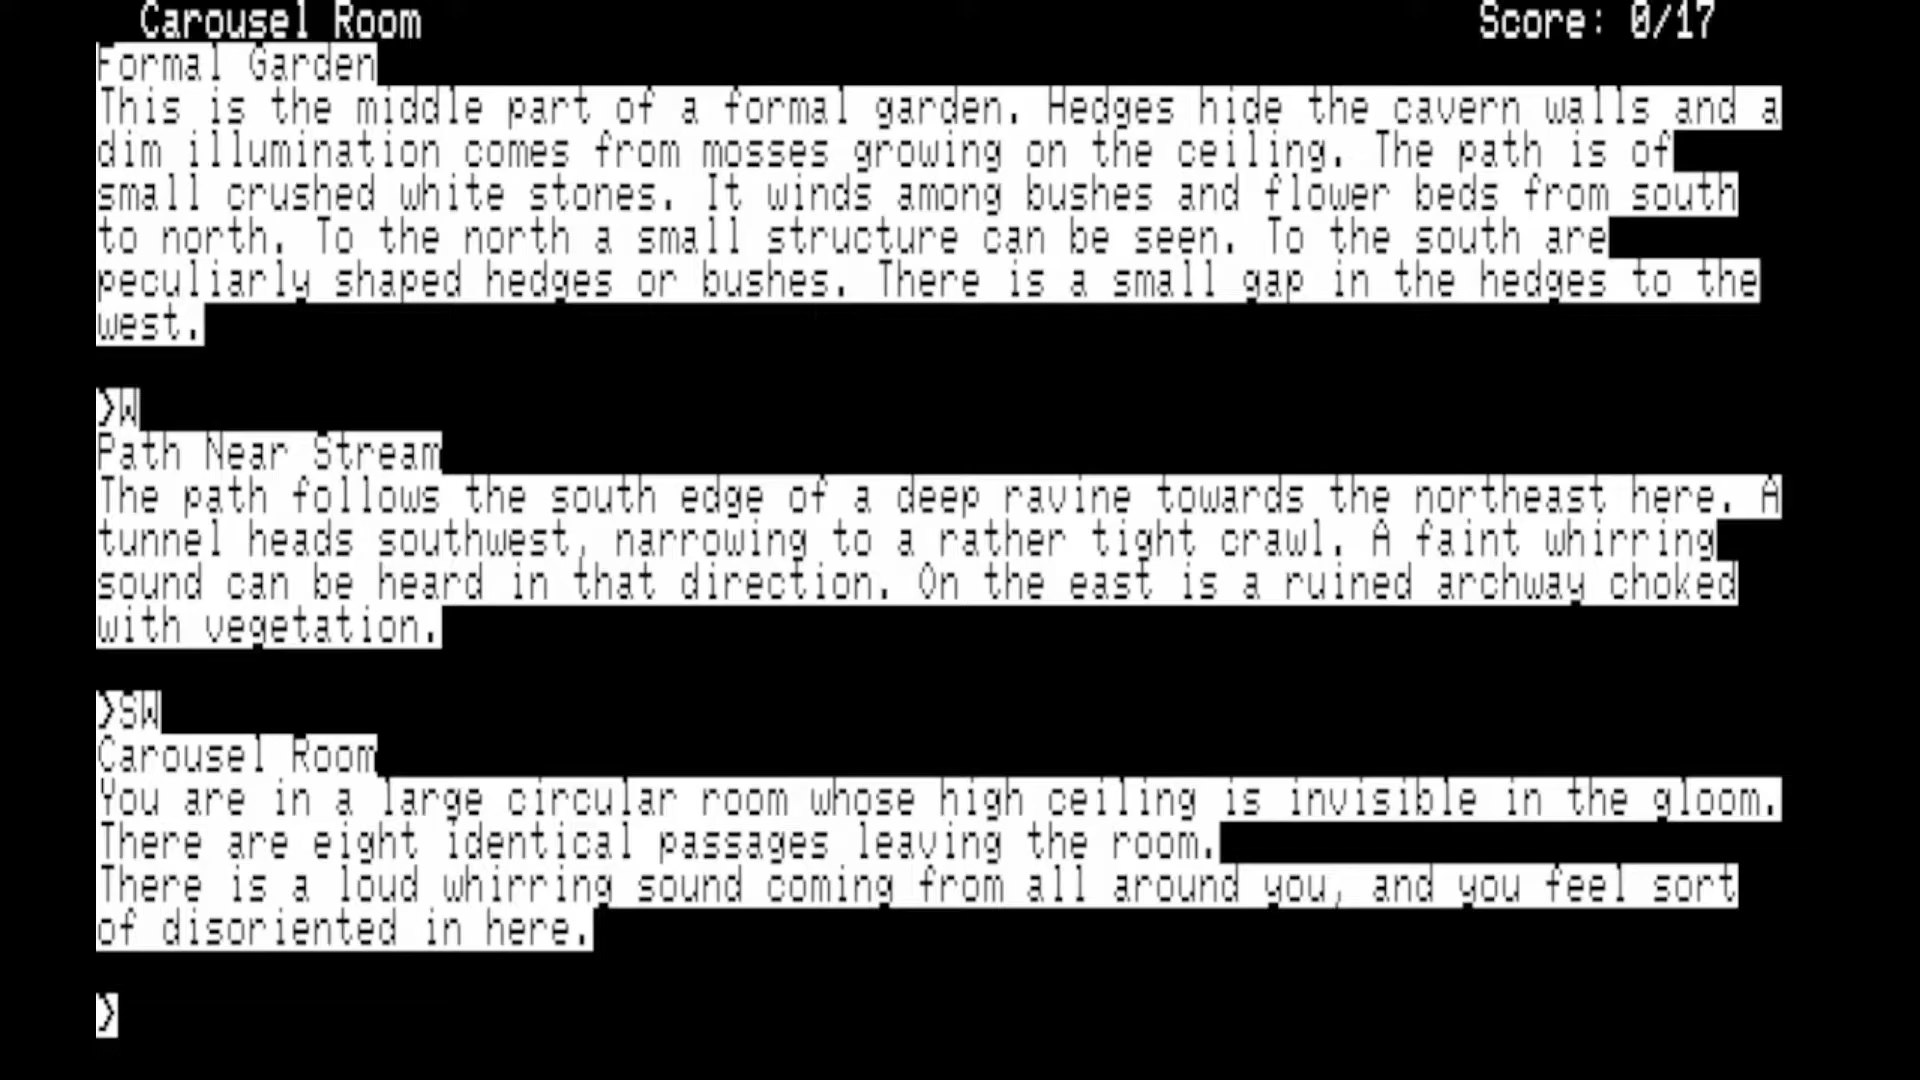 Carousel Room Score: 0/17
Formal Garden
This is the middle part of a formal garden. Hedges hide the cavern walls and a
dim illumination comes from mosses growing on the ceiling. The path is of
small crushed white stones. It winds among bushes and flower beds from south
to north. To the north a small structure can be seen. To the south are
peculiarly shaped hedges or bushes. There is a small gap in the hedges to the
west.
>W
Path Near Stream
The path follows the south edge of a deep ravine towards the northeast here. A
tunnel heads southwest, narrowing to a rather tight crawl. A faint whirring
sound can be heard in that direction. On the east is a ruined archway choked
with vegetation.
>SW
Carousel Room
You are in a large circular room whose high ceiling is invisible in the gloom.
There are eight identical passages leaving the room.
There is a loud whirring sound coming from all around you, and you feel sort
of disoriented in here.
>